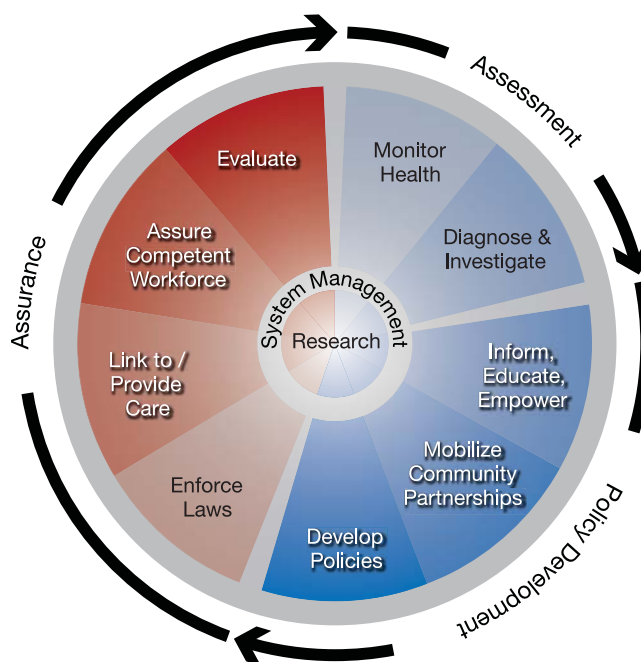 Assessment
Monitor
Health
Diagnose &
Investigate
Inform,
Educate,
Empower
Mobilize
Community
Partnerships
Policy Development
Develop
Policies
Enforce
Laws
Link to /
Provide
Care
Assure
Competent
Workforce
Evaluate
Assurance
System Management
Research